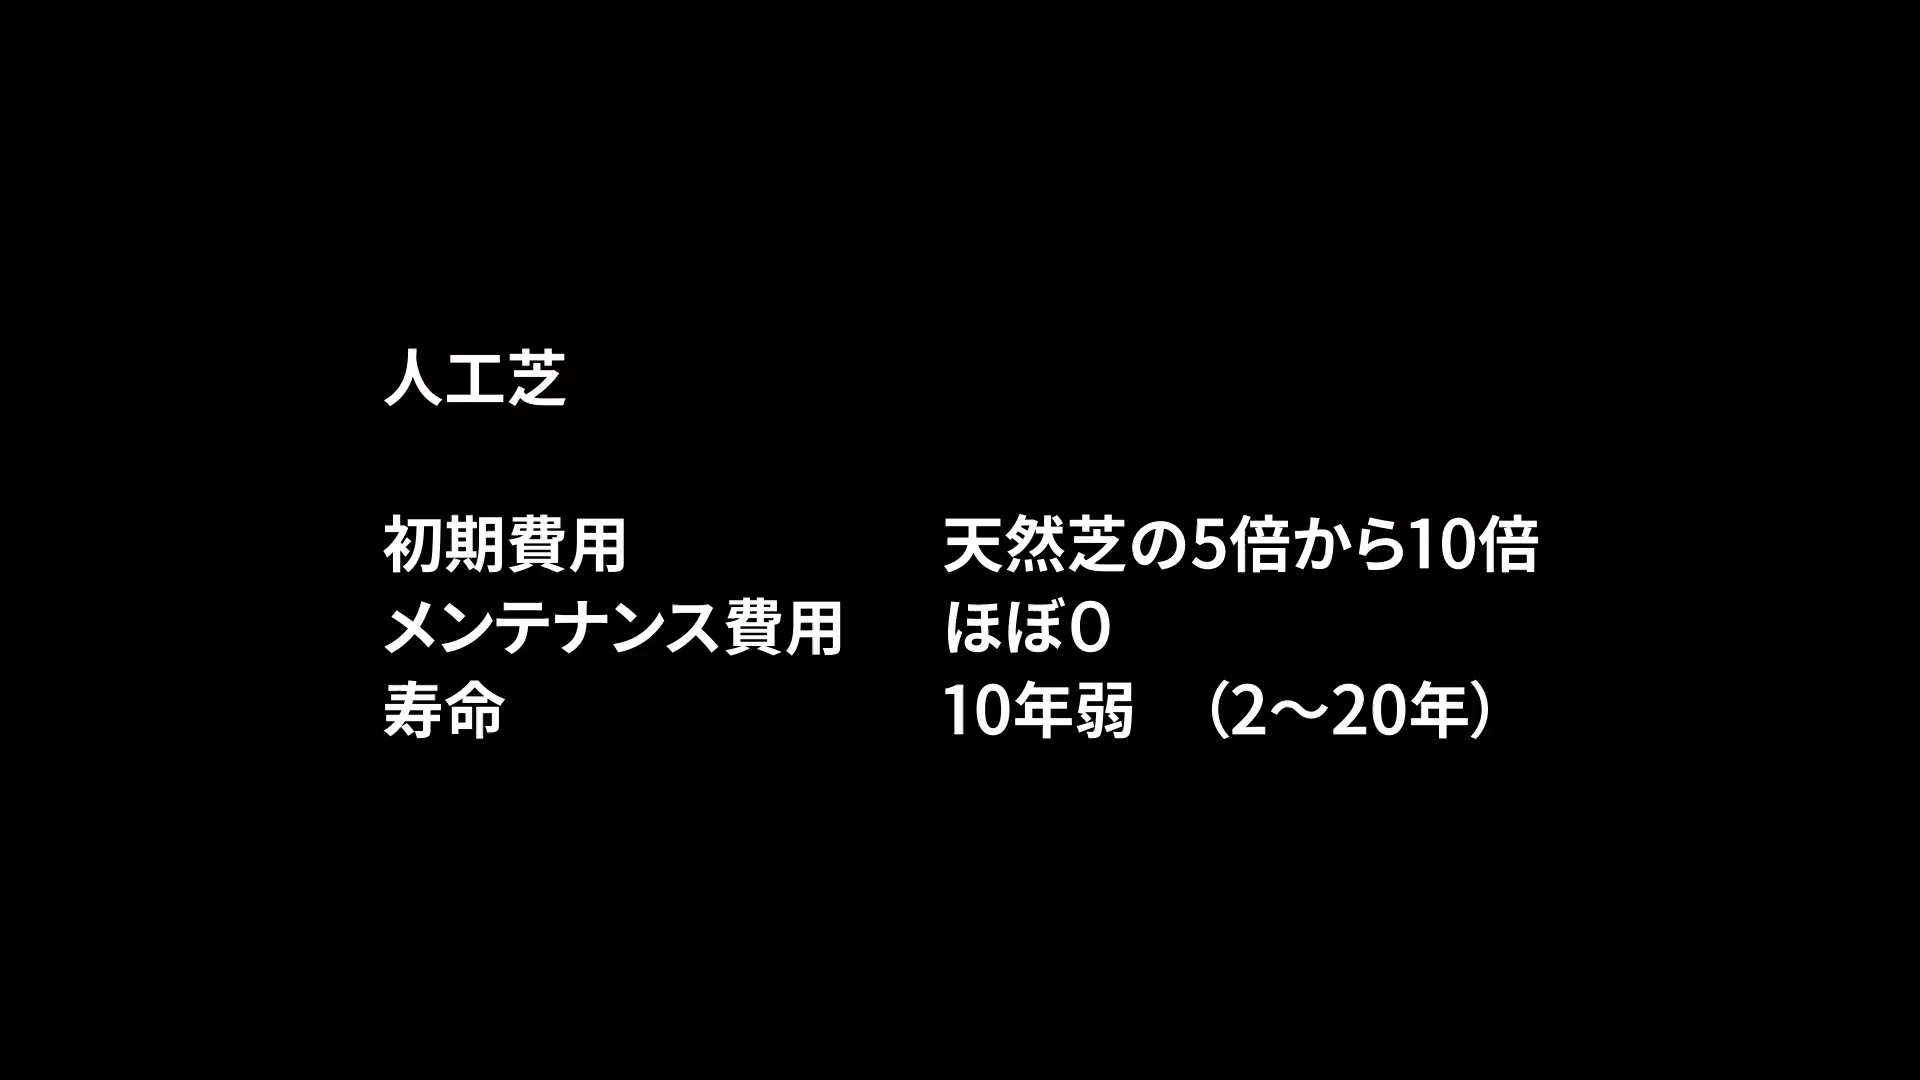 人工芝
初期費用　天然芝の5倍から10倍
メンテナンス費用　ほぼ０
寿命　10年弱　（2～20年）